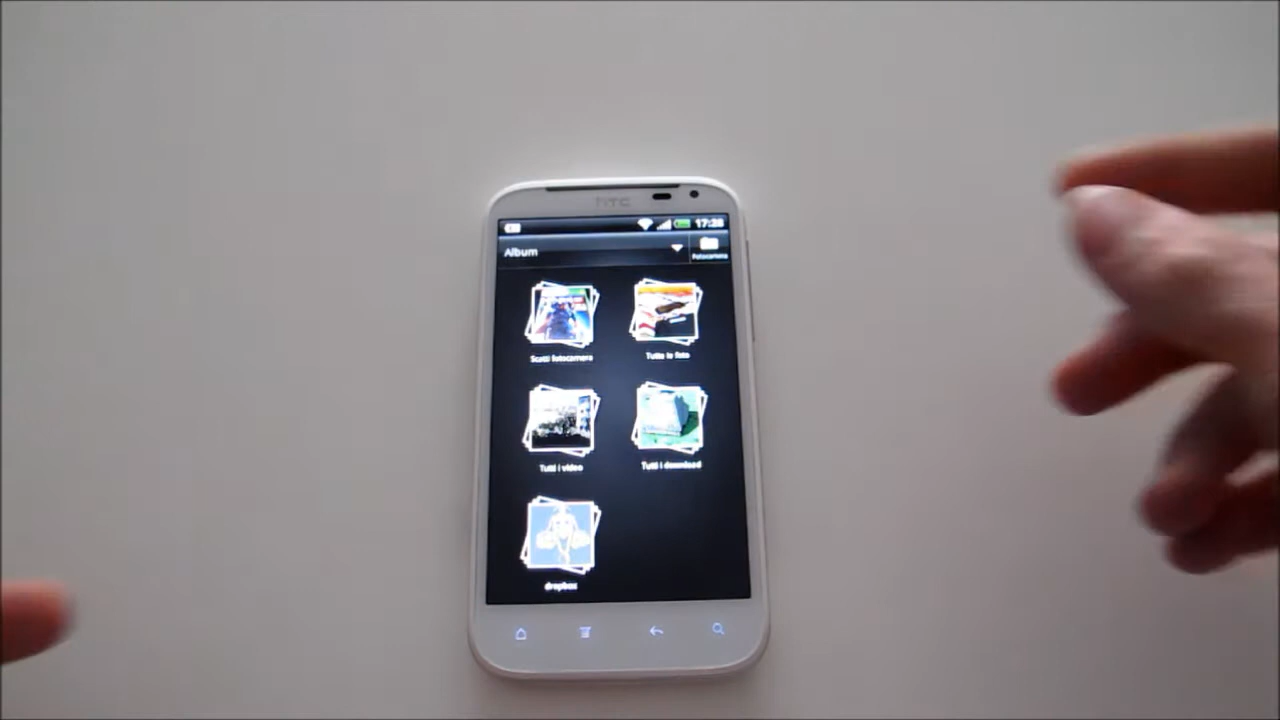 hTC
17:28
Album
Fotocamera
Scatti fotocamera
Tutte le foto
Tutti i video
Tutti i download
dropbox